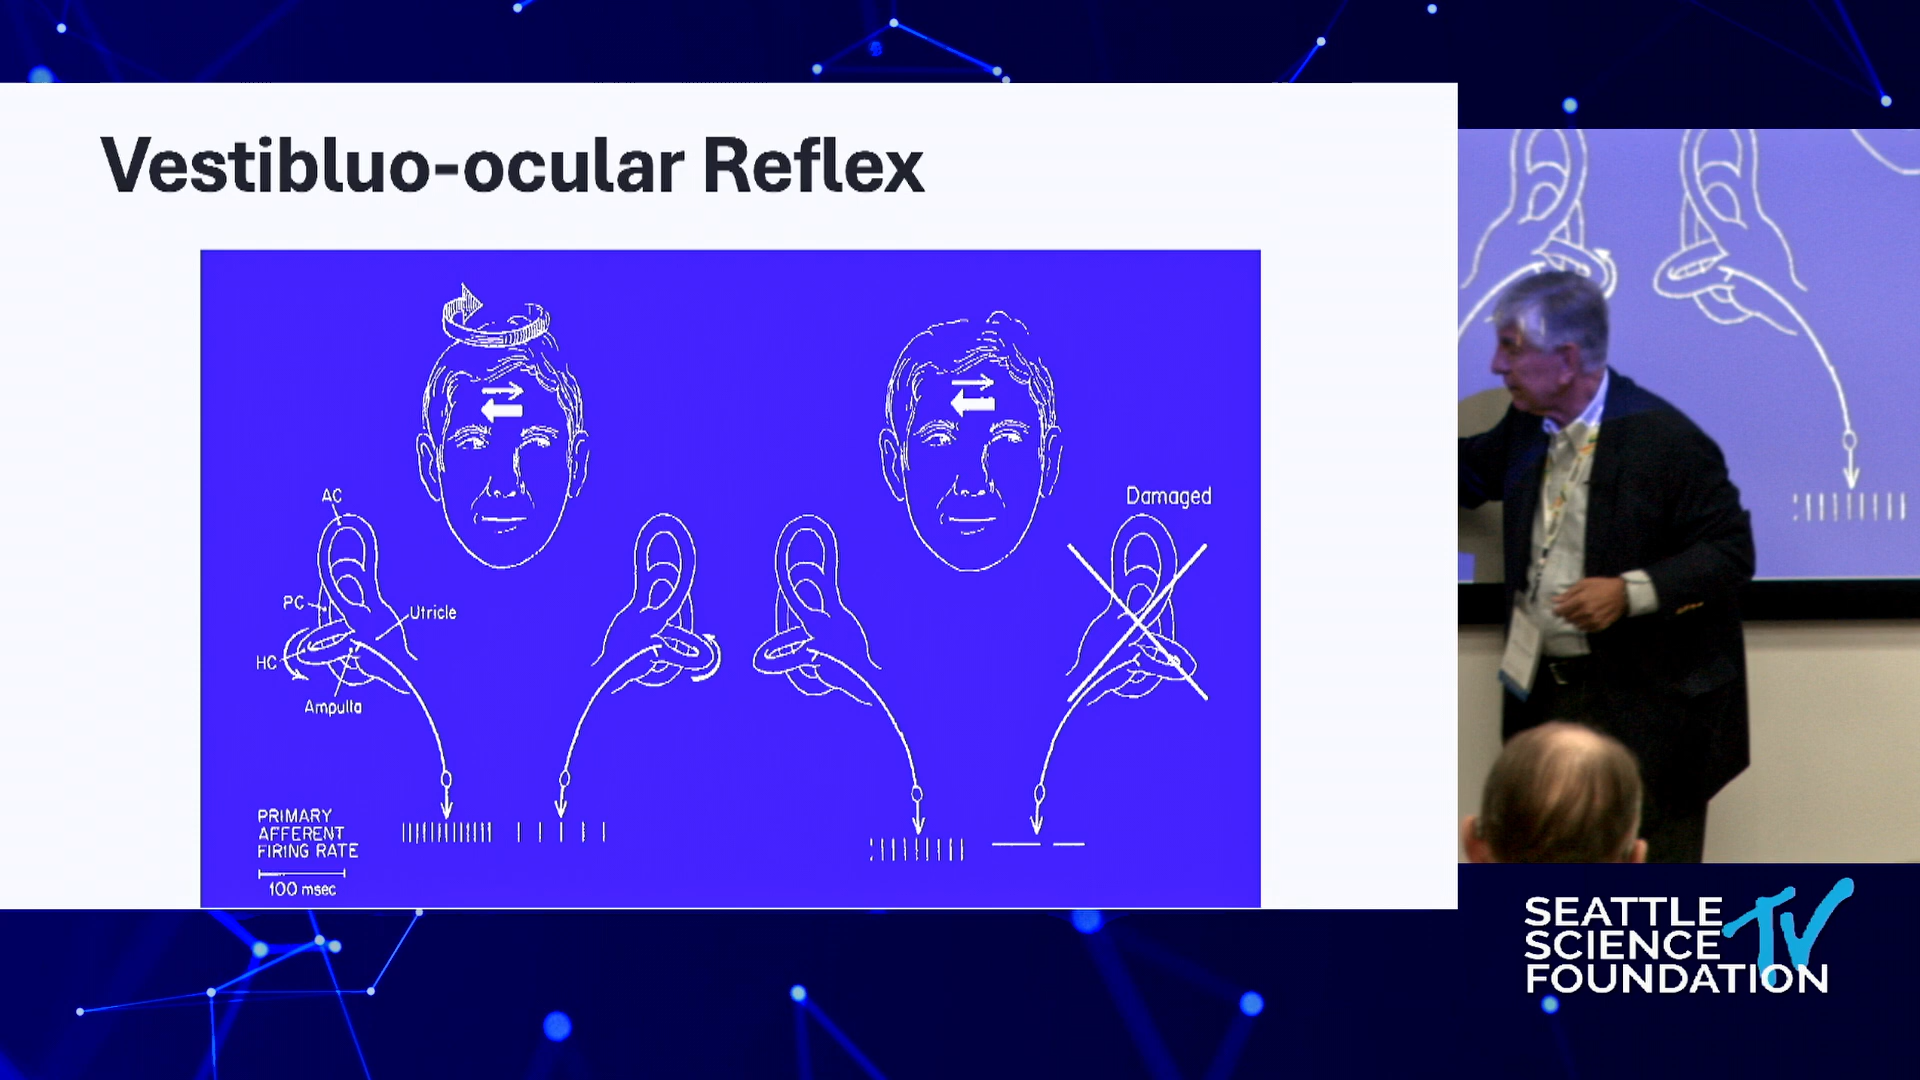 Vestibluo-ocular Reflex
AC
PC
Utricle
HC
Ampulla
Damaged
PRIMARY
AFFERENT
FIRING RATE
100 msec
SEATTLE
SCIENCE
FOUNDATION
TV